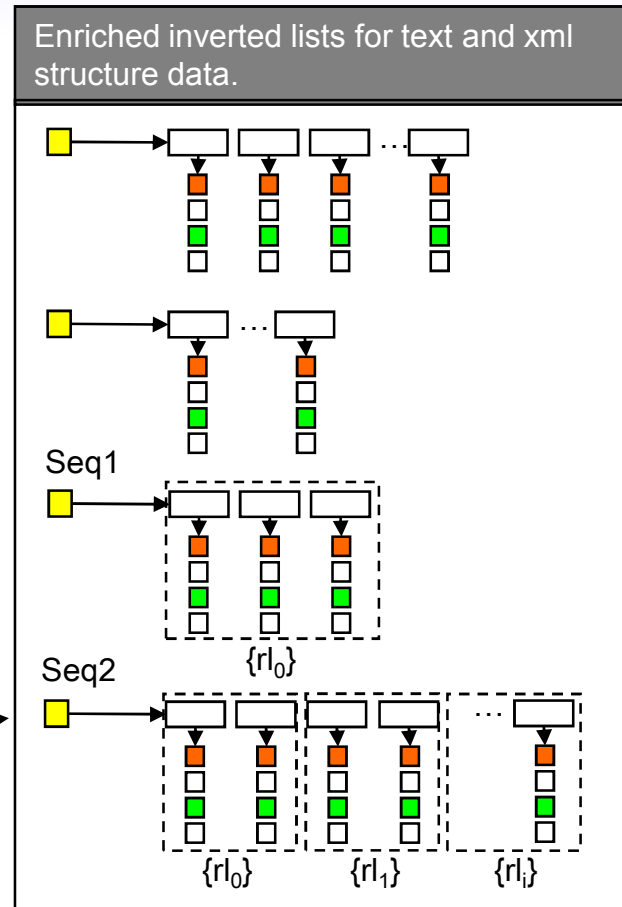 Enriched inverted lists for text and xml
structure data.
...
...
Seq1
{rl₀}
Seq2
...
{rl₀} {rl₁} {rlᵢ}